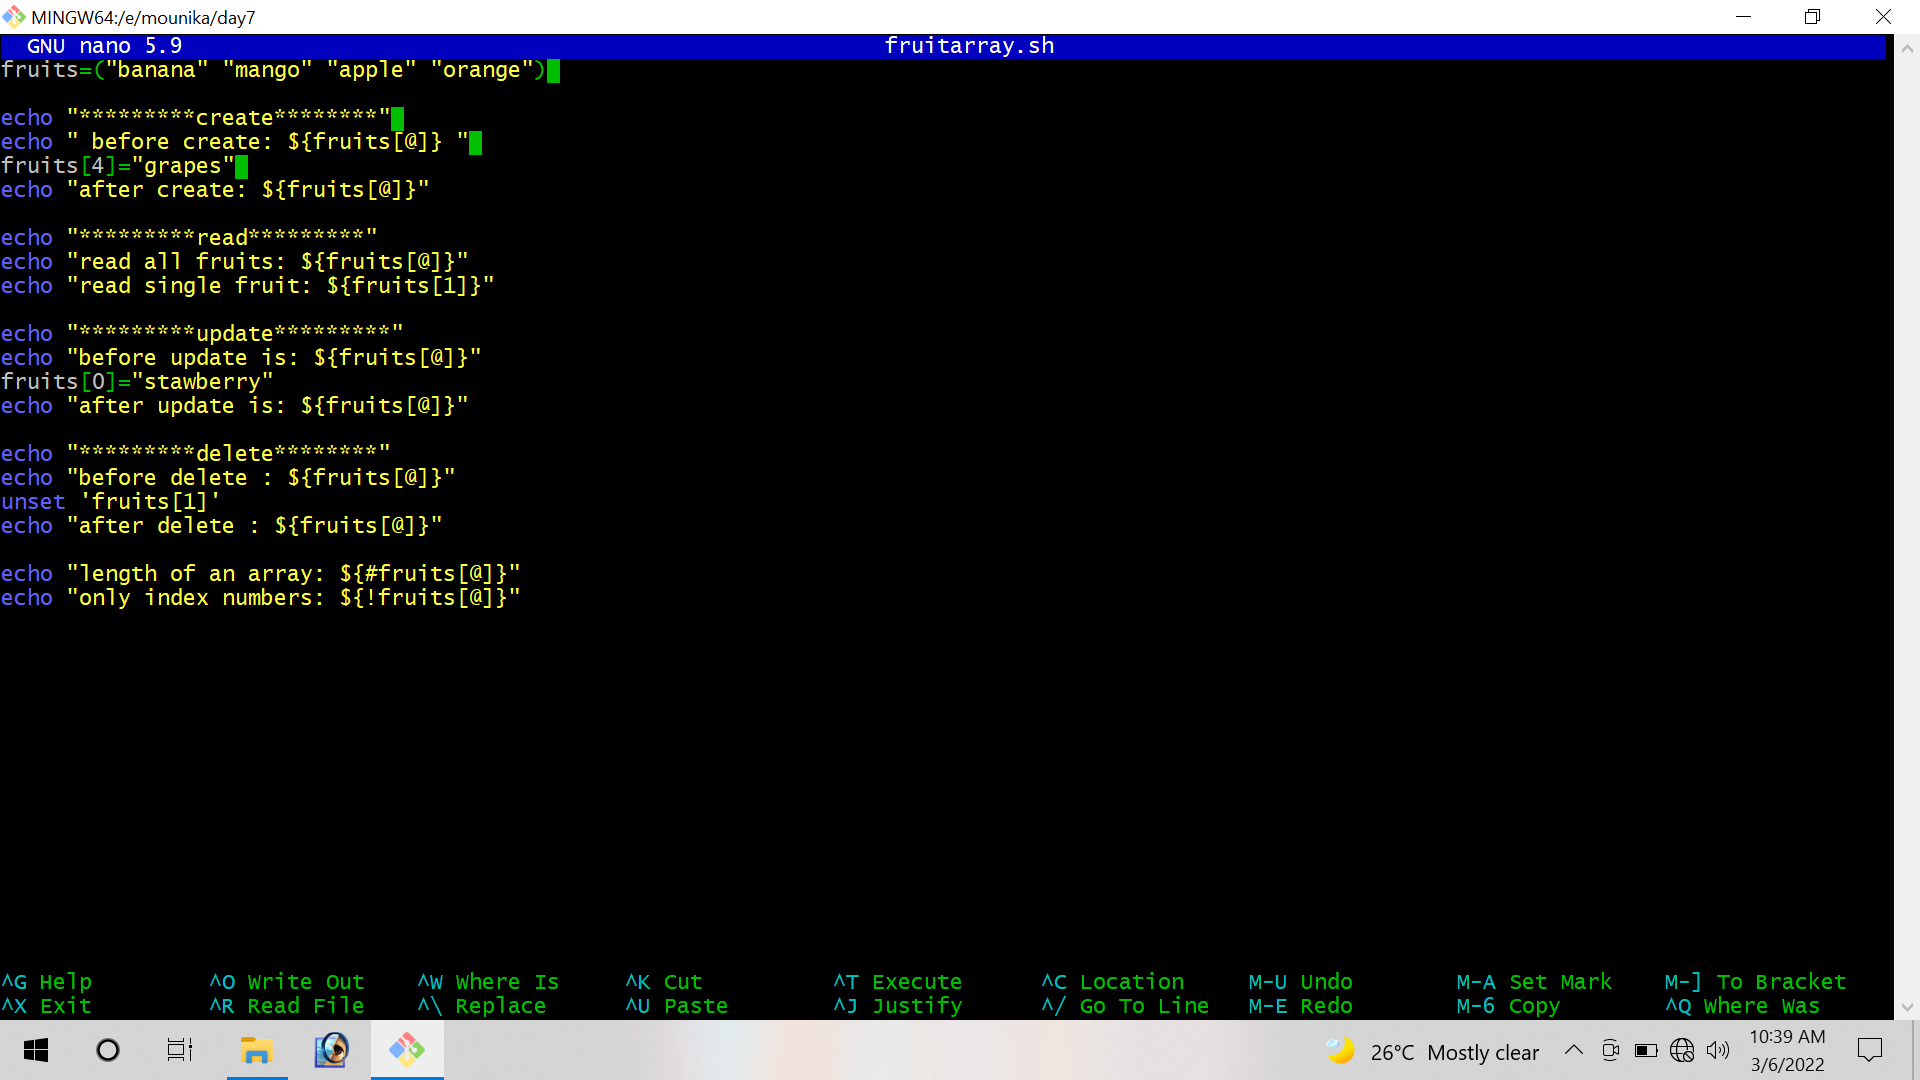 MINGW64:/e/mounika/day7
GNU nano 5.9 fruitarray.sh
fruits=("banana" "mango" "apple" "orange")
echo "*********create********"
echo " before create: ${fruits[@]} "
fruits[4]="grapes"
echo "after create: ${fruits[@]}"
echo "*********read*********"
echo "read all fruits: ${fruits[@]}"
echo "read single fruit: ${fruits[1]}"
echo "*********update*********"
echo "before update is: ${fruits[@]}"
fruits[0]="stawberry"
echo "after update is: ${fruits[@]}"
echo "*********delete********"
echo "before delete : ${fruits[@]}"
unset 'fruits[1]'
echo "after delete : ${fruits[@]}"
echo "length of an array: ${#fruits[@]}"
echo "only index numbers: ${!fruits[@]}"
^G Help ^O Write Out ^W Where Is ^K Cut ^T Execute ^C Location M-U Undo M-A Set Mark M-] To Bracket
^X Exit ^R Read File ^\ Replace ^U Paste ^J Justify ^/ Go To Line M-E Redo M-6 Copy ^Q Where Was
26°C Mostly clear
10:39 AM
3/6/2022